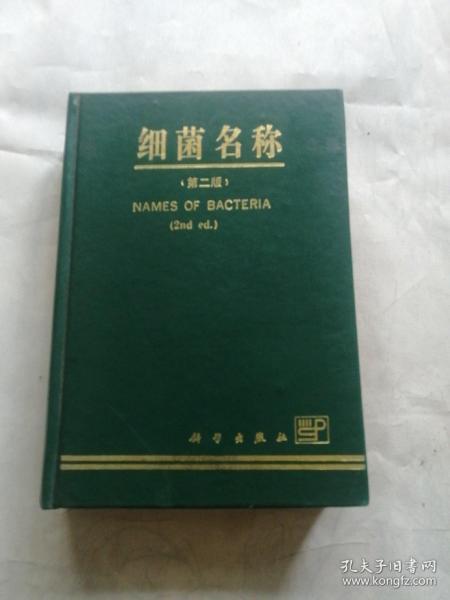 细菌名称
（第二版）
NAMES OF BACTERIA
(2nd ed.)
科学出版社
孔夫子旧书网
www.kongfz.com